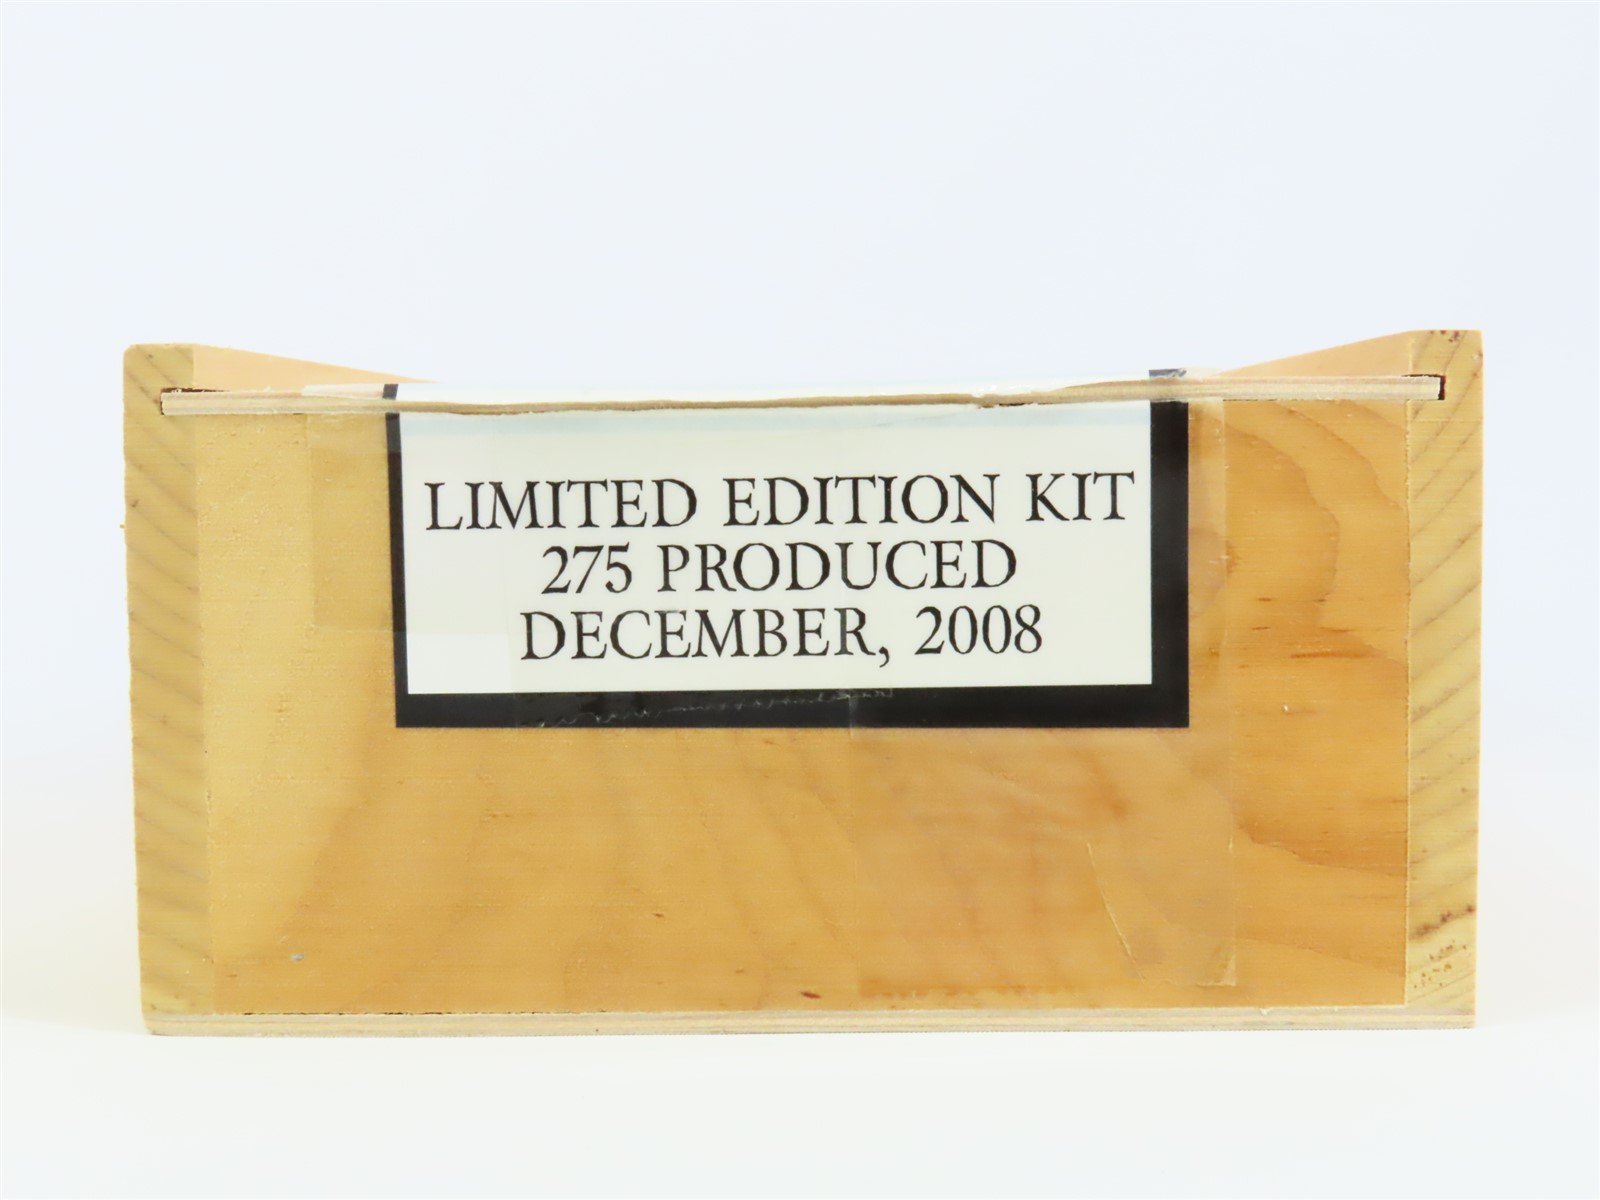 LIMITED EDITION KIT
275 PRODUCED
DECEMBER, 2008